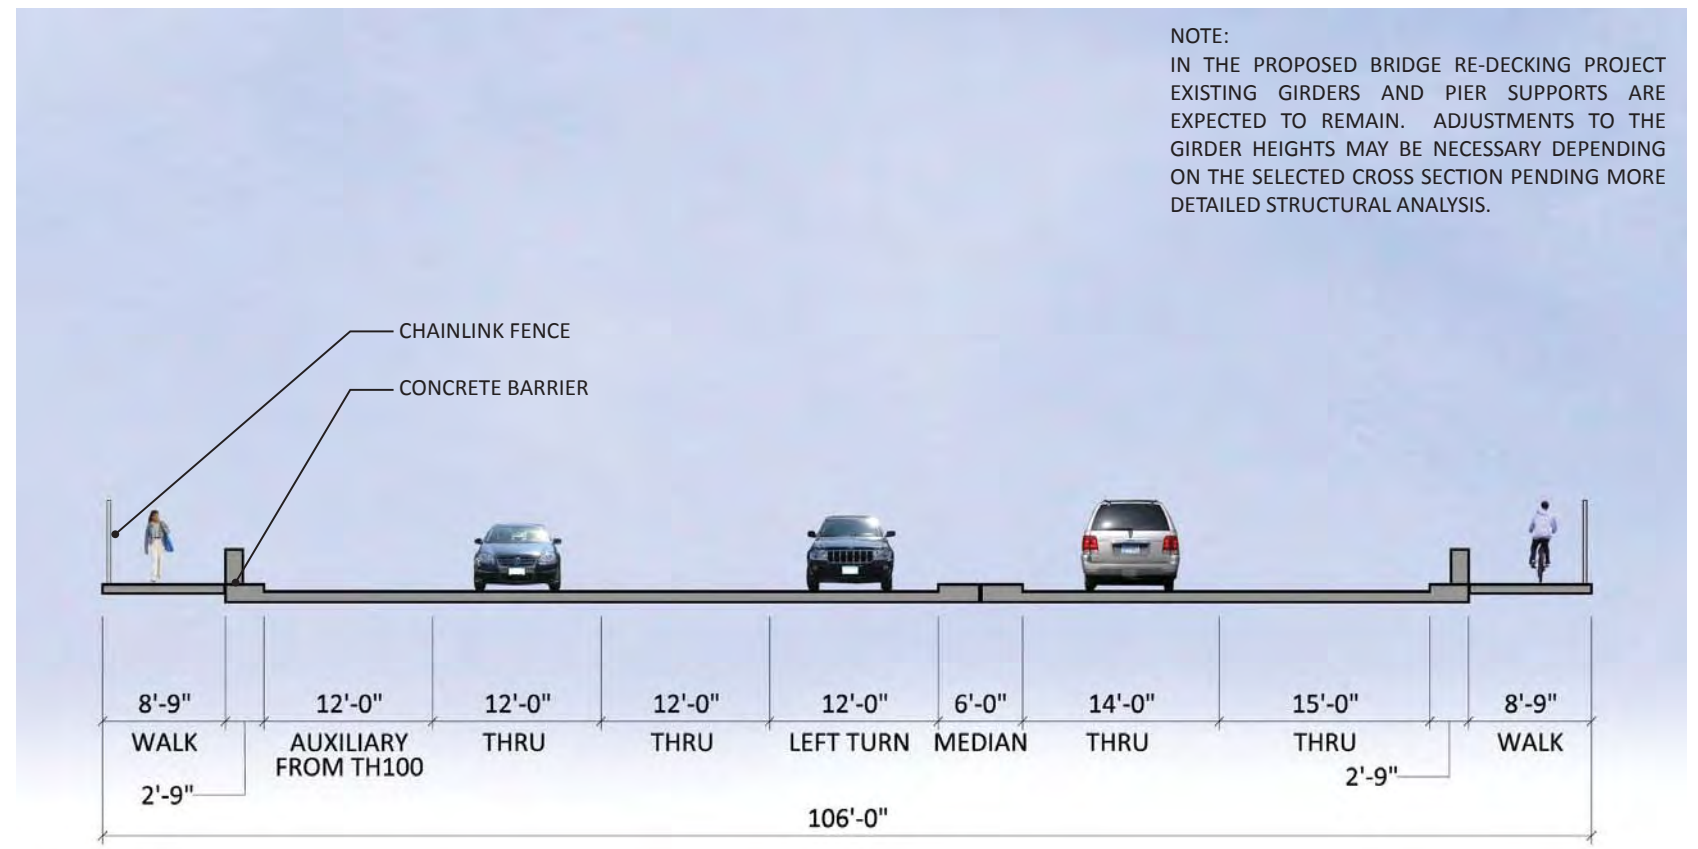 NOTE:
IN THE PROPOSED BRIDGE RE-DECKING PROJECT
EXISTING GIRDERS AND PIER SUPPORTS ARE
EXPECTED TO REMAIN. ADJUSTMENTS TO THE
GIRDER HEIGHTS MAY BE NECESSARY DEPENDING
ON THE SELECTED CROSS SECTION PENDING MORE
DETAILED STRUCTURAL ANALYSIS.
CHAINLINK FENCE
CONCRETE BARRIER
8'-9" 12'-0" 12'-0" 12'-0" 12'-0" 6'-0" 14'-0" 15'-0" 8'-9"
WALK AUXILIARY THRU THRU LEFT TURN MEDIAN THRU THRU WALK
FROM TH100
2'-9" 2'-9"
106'-0"